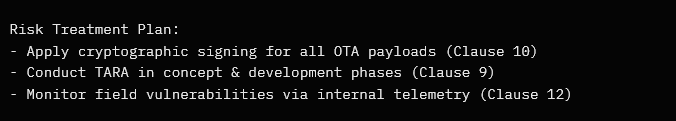 Risk Treatment Plan:
- Apply cryptographic signing for all OTA payloads (Clause 10)
- Conduct TARA in concept & development phases (Clause 9)
- Monitor field vulnerabilities via internal telemetry (Clause 12)